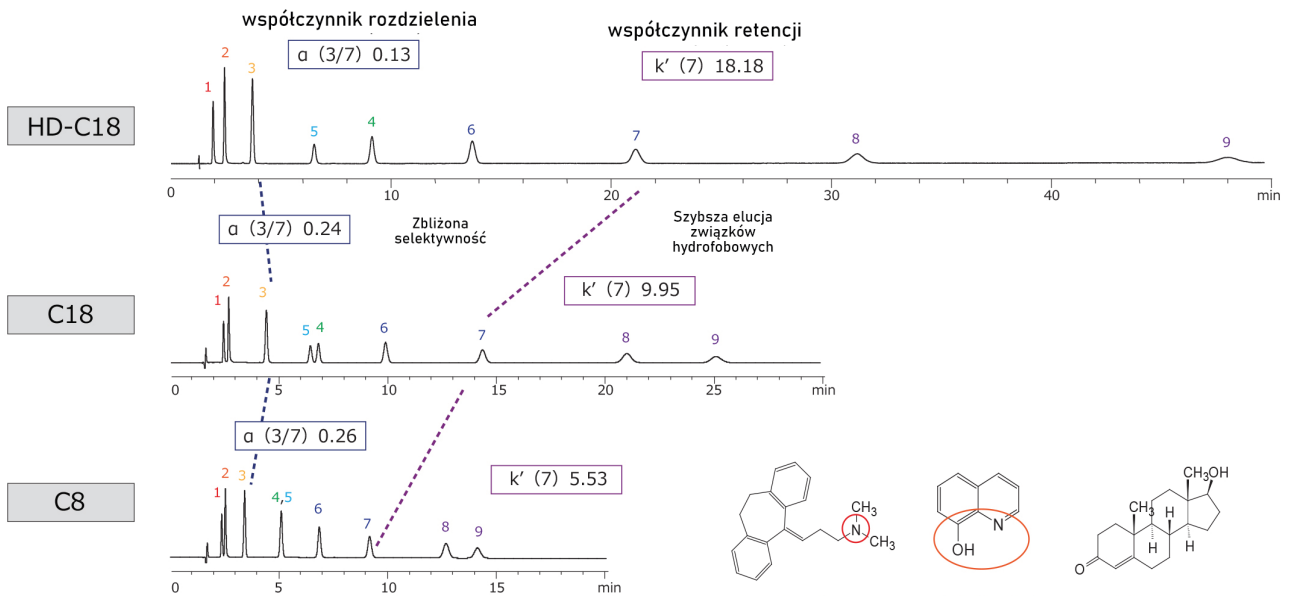 współczynnik rozdzielenia
α (3/7) 0.13
współczynnik retencji
k′ (7) 18.18
HD-C18
1
2
3
5
4
6
7
8
9
0
10
20
30
40
min
α (3/7) 0.24
Zbliżona
selektywność
Szybsza elucja
związków
hydrofobowych
k′ (7) 9.95
C18
1
2
3
5
4
6
7
8
9
0
5
10
15
20
25
min
α (3/7) 0.26
k′ (7) 5.53
C8
1
2
3
4,5
6
7
8
9
0
5
10
15
min
CH₃
N
CH₃
N
OH
CH₃
OH
CH₃
H
H
H
O